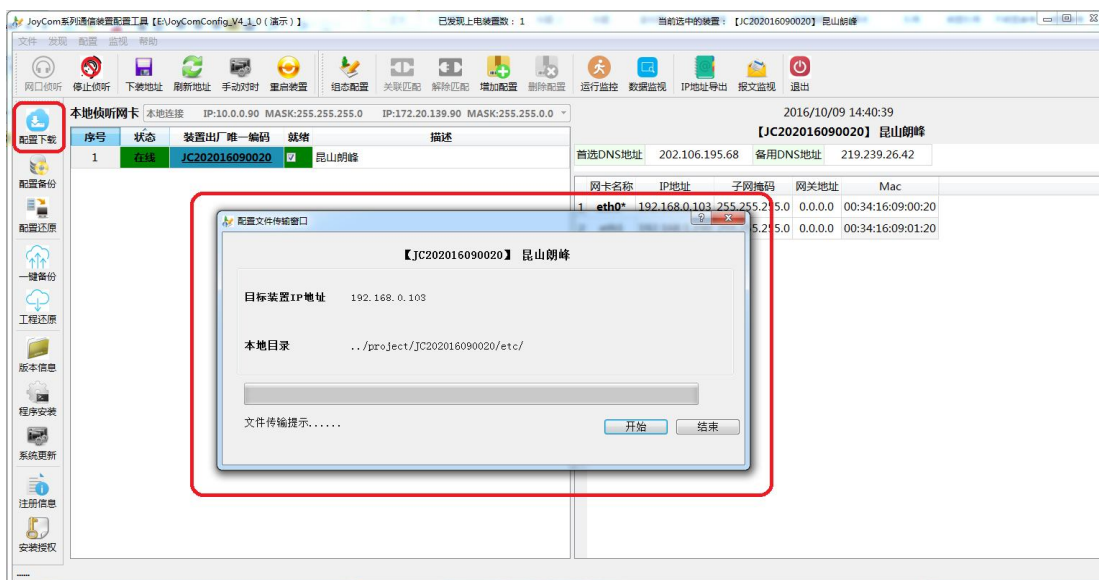 JoyCom系列通信装置配置工具【E:\JoyComConfig_V4_1_0 (演示) 】 已发现上电装置数: 1 当前选中的装置: 【JC202016090020】 昆山朗峰
文件 发现 配置 监视 帮助
网口侦听 停止侦听 下装地址 刷新地址 手动对时 重启装置 组态配置 关联匹配 解除匹配 增加配置 删除配置 运行监控 数据监视 IP地址导出 报文监视 退出
本地侦听网卡 本地连接 IP:10.0.0.90 MASK:255.255.255.0 IP:172.20.139.90 MASK:255.255.0.0
2016/10/09 14:40:39
【JC202016090020】 昆山朗峰
序号 状态 装置出厂唯一编码 就绪 描述
1 在线 JC202016090020 昆山朗峰
首选DNS地址 202.106.195.68 备用DNS地址 219.239.26.42
网卡名称 IP地址 子网掩码 网关地址 Mac
1 eth0* 192.168.0.103 255.255.255.0 0.0.0.0 00:34:16:09:00:20
0.0.0.0 00:34:16:09:01:20
配置下载
配置备份
配置还原
一键备份
工程还原
版本信息
程序安装
系统更新
注册信息
安装授权
配置文件传输窗口
【JC202016090020】 昆山朗峰
目标装置IP地址 192.168.0.103
本地目录 ../project/JC202016090020/etc/
文件传输提示......
开始 结束
......